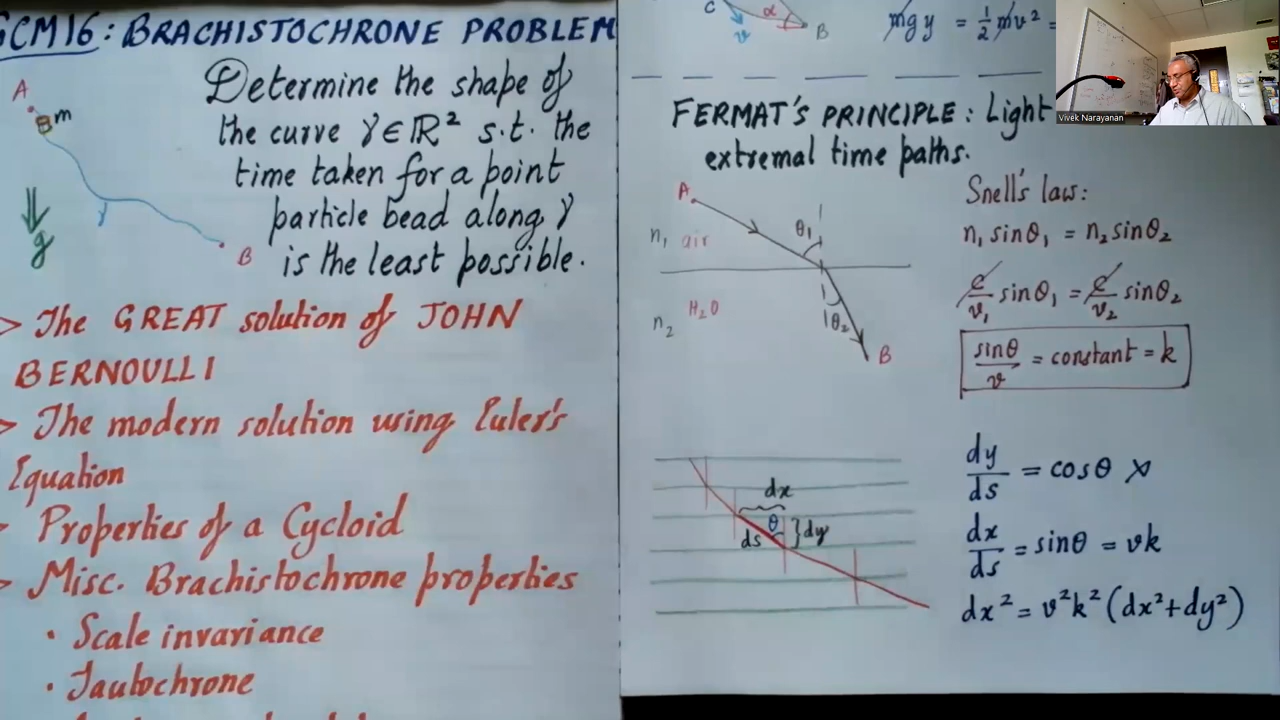 GCM16: BRACHISTOCHRONE PROBLEM
A
m
γ
g
B
Determine the shape of
the curve γ∈ℝ² s.t. the
time taken for a point
particle bead along γ
is the least possible.
> The GREAT solution of JOHN
BERNOULLI
> The modern solution using Euler's
Equation
> Properties of a Cycloid
> Misc. Brachistochrone properties
• Scale invariance
• Tautochrone
C
v
α
B
mgy = ½mv² =
Vivek Narayanan
FERMAT'S PRINCIPLE: Light
extremal time paths.
A
n₁ air
θ₁
n₂ H₂O
θ₂
B
Snell's law:
n₁ sinθ₁ = n₂ sinθ₂
c/v₁ sinθ₁ = c/v₂ sinθ₂
sinθ/v = constant = k
dx
θ
ds
dy
dy/ds = cosθ ×
dx/ds = sinθ = vk
dx² = v²k²(dx²+dy²)